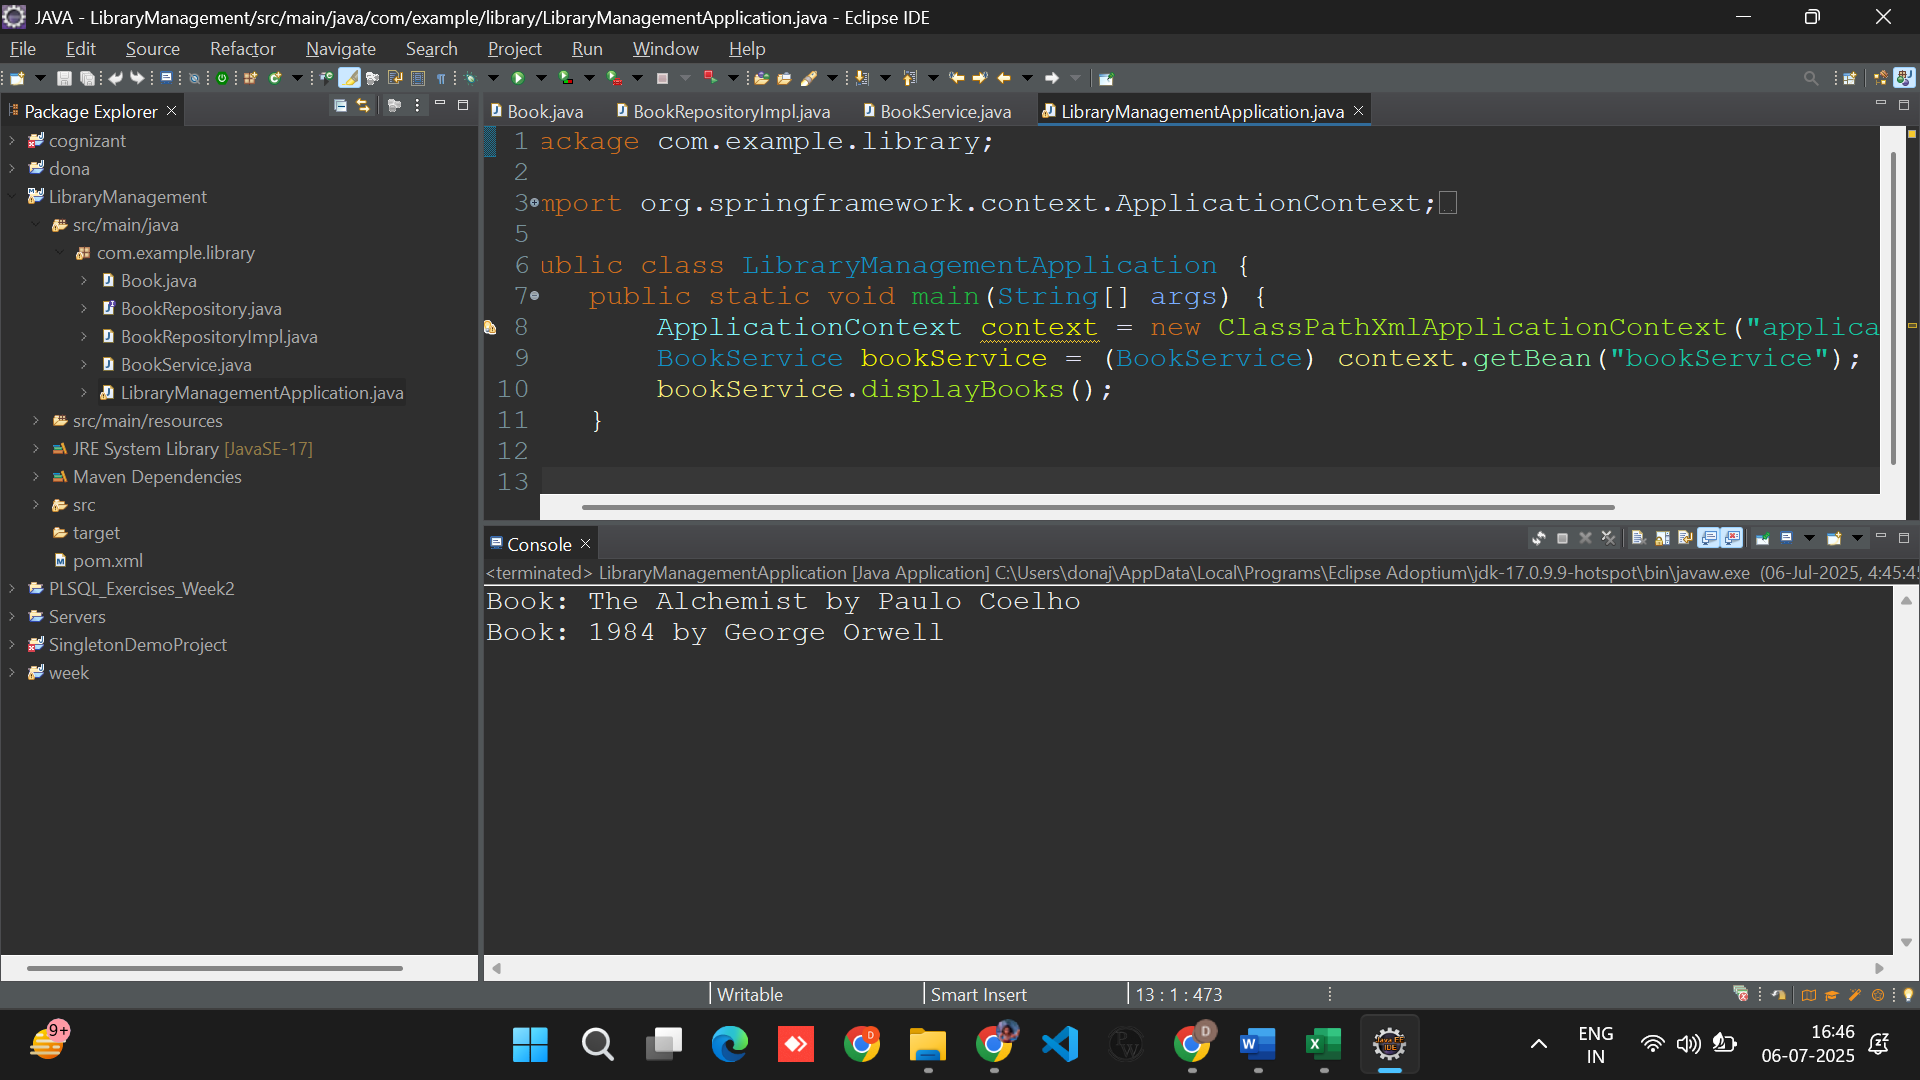 JAVA - LibraryManagement/src/main/java/com/example/library/LibraryManagementApplication.java - Eclipse IDE
File Edit Source Refactor Navigate Search Project Run Window Help
Package Explorer
cognizant
dona
LibraryManagement
src/main/java
com.example.library
Book.java
BookRepository.java
BookRepositoryImpl.java
BookService.java
LibraryManagementApplication.java
src/main/resources
JRE System Library [JavaSE-17]
Maven Dependencies
src
target
pom.xml
PLSQL_Exercises_Week2
Servers
SingletonDemoProject
week
Book.java BookRepositoryImpl.java BookService.java LibraryManagementApplication.java
1 ackage com.example.library;
2
3 mport org.springframework.context.ApplicationContext;
5
6 ublic class LibraryManagementApplication {
7 public static void main(String[] args) {
8 ApplicationContext context = new ClassPathXmlApplicationContext("applica
9 BookService bookService = (BookService) context.getBean("bookService");
10 bookService.displayBooks();
11 }
12
13
Console
<terminated> LibraryManagementApplication [Java Application] C:\Users\donaj\AppData\Local\Programs\Eclipse Adoptium\jdk-17.0.9.9-hotspot\bin\javaw.exe (06-Jul-2025, 4:45:45
Book: The Alchemist by Paulo Coelho
Book: 1984 by George Orwell
Writable Smart Insert 13 : 1 : 473
9+
ENG
IN
16:46
06-07-2025